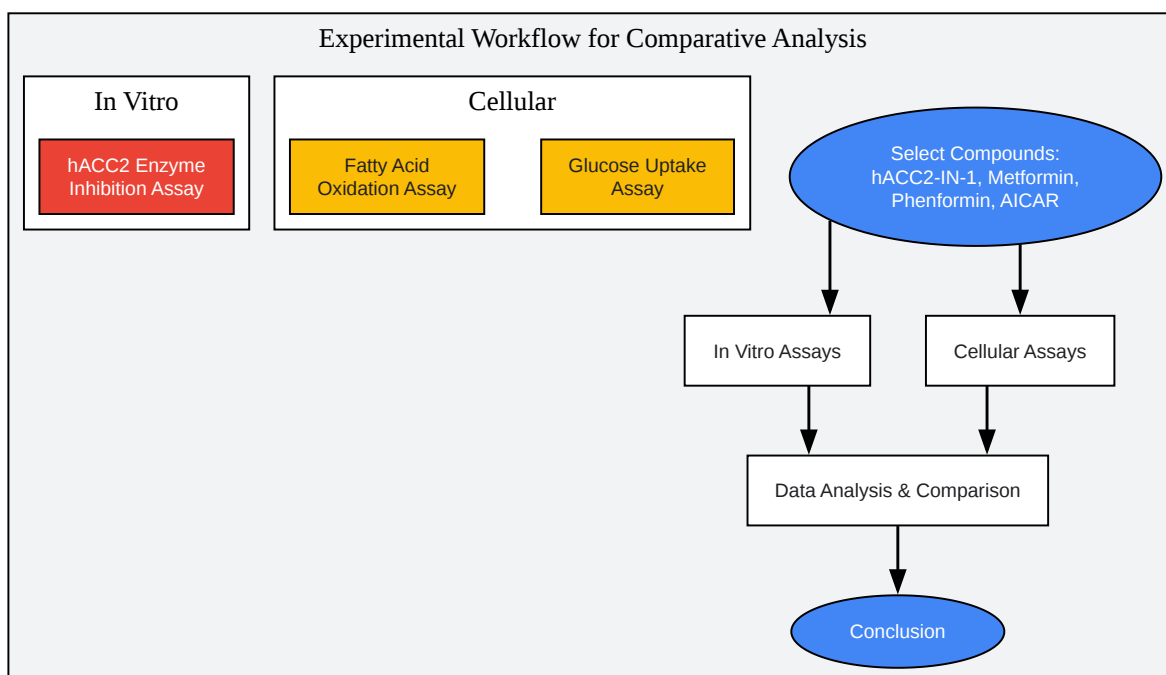 Experimental Workflow for Comparative Analysis
In Vitro
hACC2 Enzyme
Inhibition Assay
Cellular
Fatty Acid
Oxidation Assay
Glucose Uptake
Assay
Select Compounds:
hACC2-IN-1, Metformin,
Phenformin, AICAR
In Vitro Assays
Cellular Assays
Data Analysis & Comparison
Conclusion